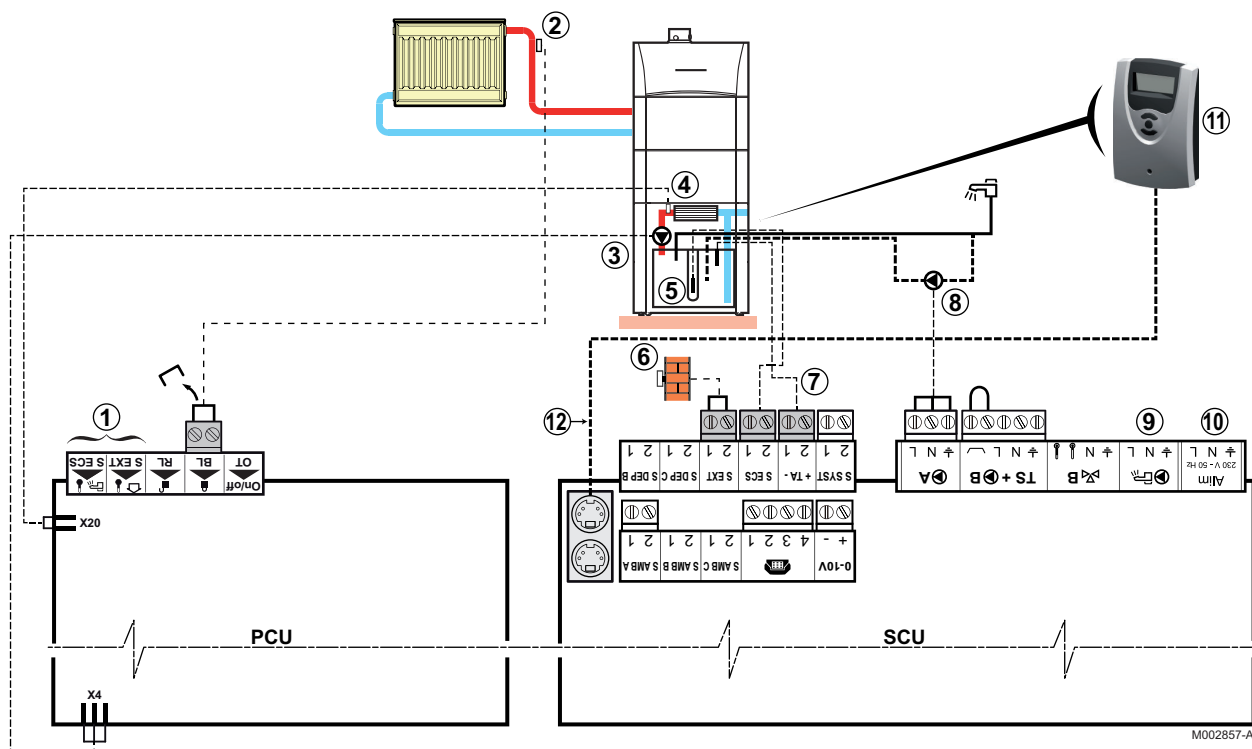 2
11
4
3
5
8
6
7
12
1
9
10
S ECS
S EXT
RL
BL
On/off
OT
X20
S DEP B
1 2
S DEP C
1 2
S EXT
1 2
S ECS
1 2
+ TA -
1 2
S SYST
1 2
A
L N
TS + B
L N
B
N
L N
Alim
230 V - 50 Hz
L N
S AMB A
1 2
S AMB B
1 2
S AMB C
1 2
1 2 3 4
0-10V
- +
PCU
SCU
X4
M002857-A